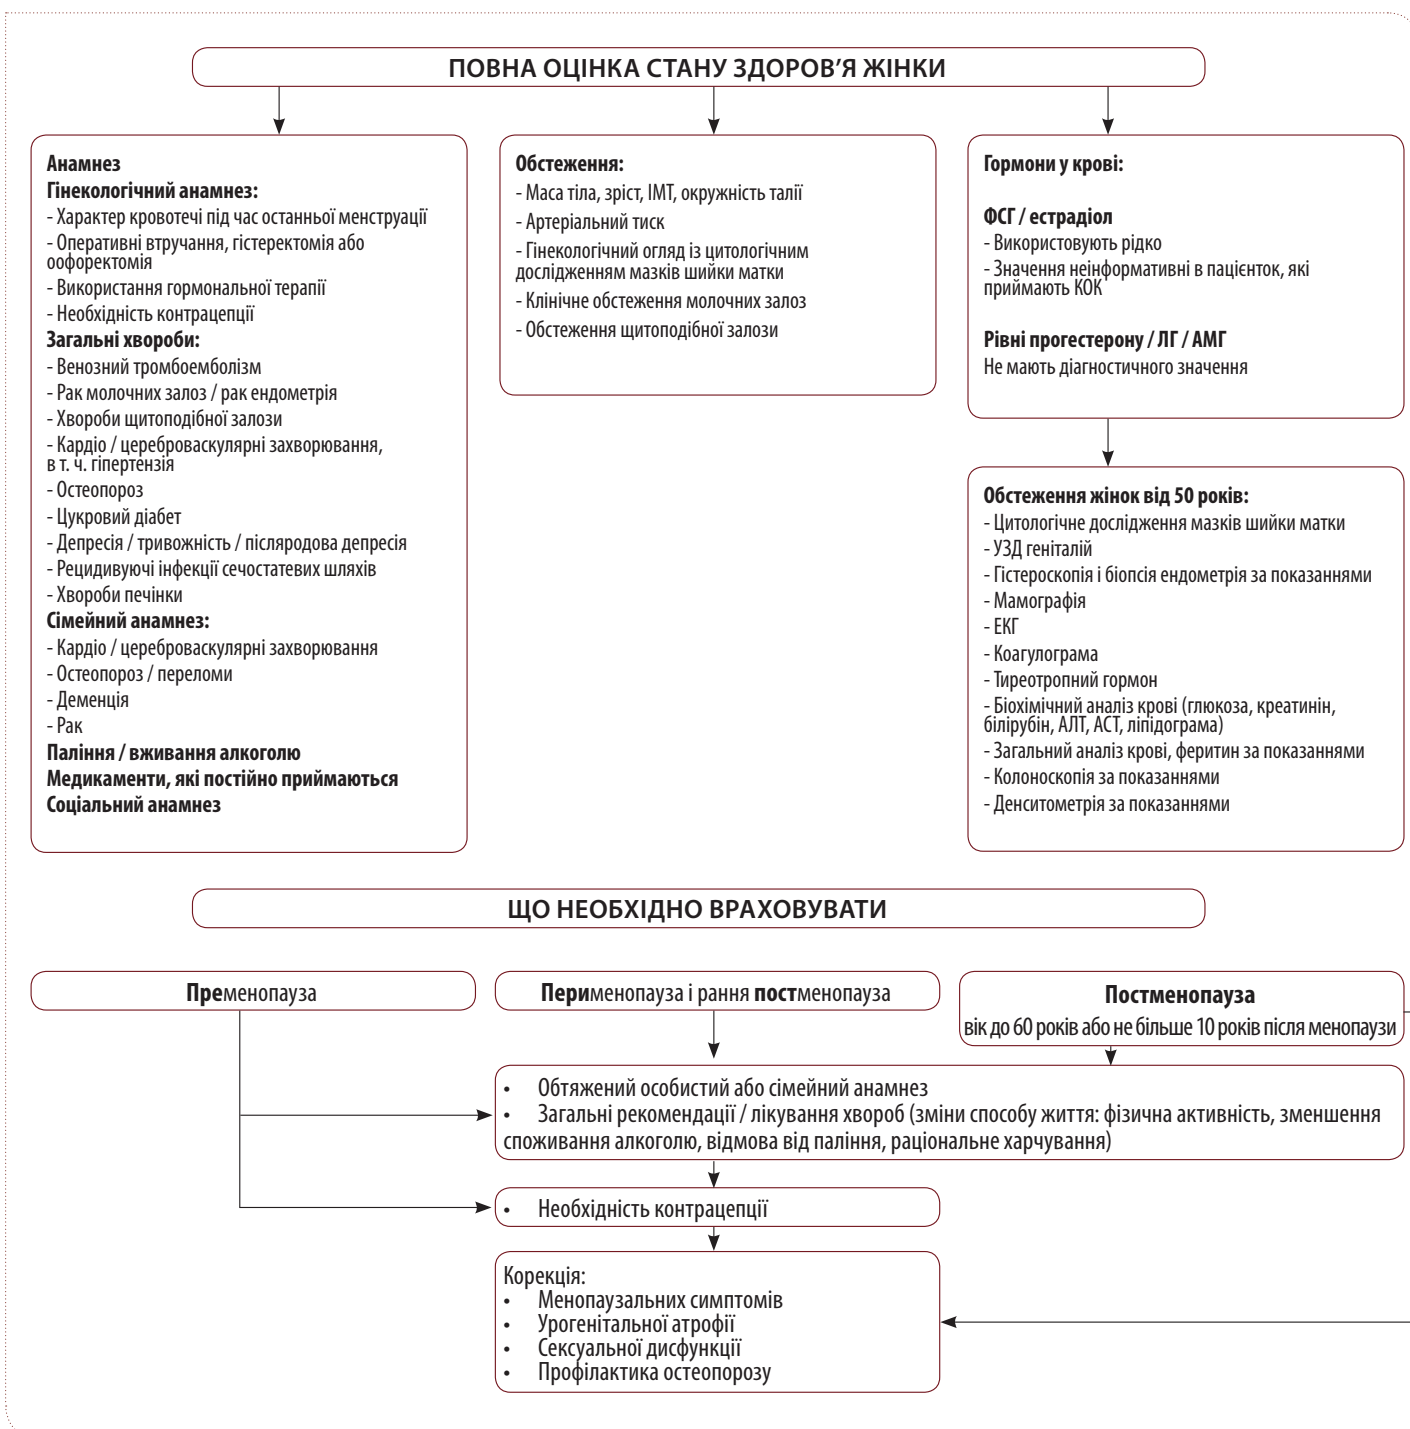 ПОВНА ОЦІНКА СТАНУ ЗДОРОВ’Я ЖІНКИ
Анамнез
Гінекологічний анамнез:
- Характер кровотечі під час останньої менструації
- Оперативні втручання, гістеректомія або
оофоректомія
- Використання гормональної терапії
- Необхідність контрацепції
Загальні хвороби:
- Венозний тромбоемболізм
- Рак молочних залоз / рак ендометрія
- Хвороби щитоподібної залози
- Кардіо / цереброваскулярні захворювання,
в т. ч. гіпертензія
- Остеопороз
- Цукровий діабет
- Депресія / тривожність / післяродова депресія
- Рецидивуючі інфекції сечостатевих шляхів
- Хвороби печінки
Сімейний анамнез:
- Кардіо / цереброваскулярні захворювання
- Остеопороз / переломи
- Деменція
- Рак
Паління / вживання алкоголю
Медикаменти, які постійно приймаються
Соціальний анамнез
Обстеження:
- Маса тіла, зріст, ІМТ, окружність талії
- Артеріальний тиск
- Гінекологічний огляд із цитологічним
дослідженням мазків шийки матки
- Клінічне обстеження молочних залоз
- Обстеження щитоподібної залози
Гормони у крові:
ФСГ / естрадіол
- Використовують рідко
- Значення неінформативні в пацієнток, які
приймають КОК
Рівні прогестерону / ЛГ / АМГ
Не мають діагностичного значення
Обстеження жінок від 50 років:
- Цитологічне дослідження мазків шийки матки
- УЗД геніталій
- Гістероскопія і біопсія ендометрія за показаннями
- Мамографія
- ЕКГ
- Коагулограма
- Тиреотропний гормон
- Біохімічний аналіз крові (глюкоза, креатинін,
білірубін, АЛТ, АСТ, ліпідограма)
- Загальний аналіз крові, феритин за показаннями
- Колоноскопія за показаннями
- Денситометрія за показаннями
ЩО НЕОБХІДНО ВРАХОВУВАТИ
Пременопауза
Перименопауза і рання постменопауза
Постменопауза
вік до 60 років або не більше 10 років після менопаузи
• Обтяжений особистий або сімейний анамнез
• Загальні рекомендації / лікування хвороб (зміни способу життя: фізична активність, зменшення
споживання алкоголю, відмова від паління, раціональне харчування)
• Необхідність контрацепції
Корекція:
• Менопаузальних симптомів
• Урогенітальної атрофії
• Сексуальної дисфункції
• Профілактика остеопорозу